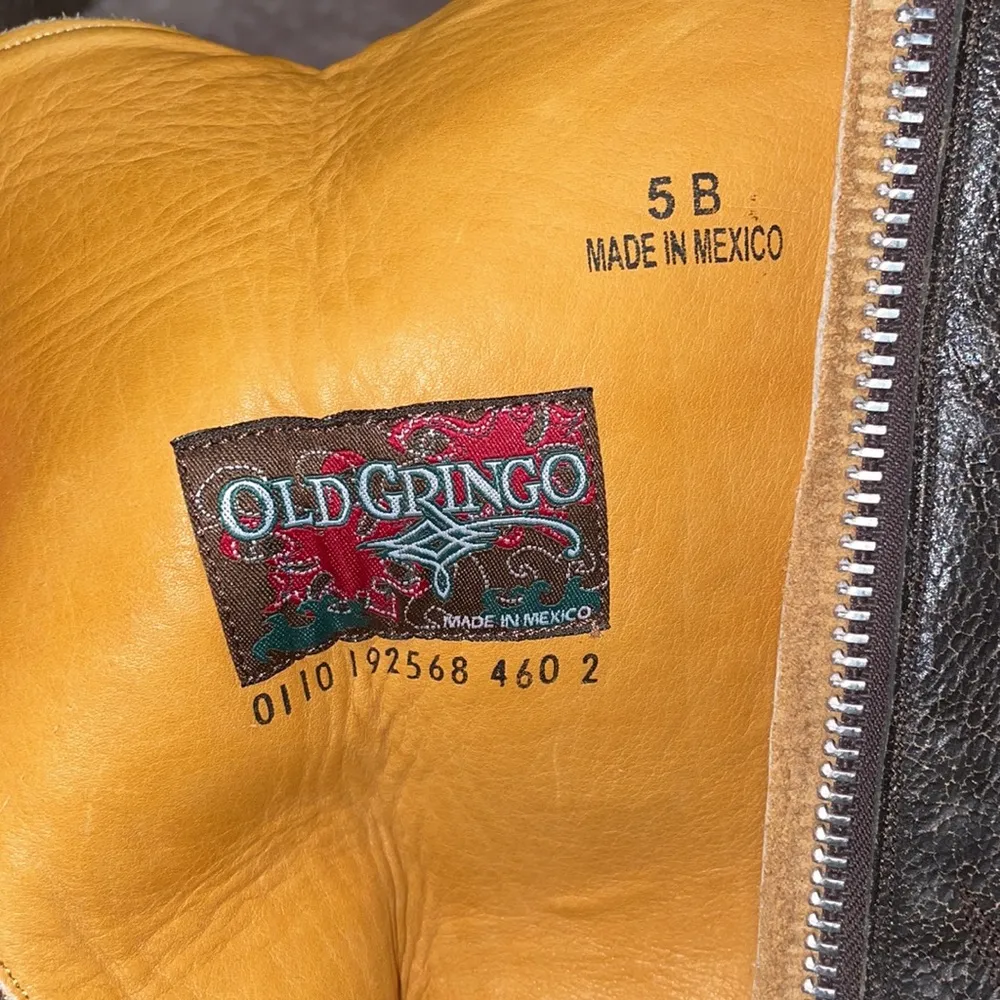 5 B
MADE IN MEXICO
OLD GRINGO
MADE IN MEXICO
0110 192568 460 2